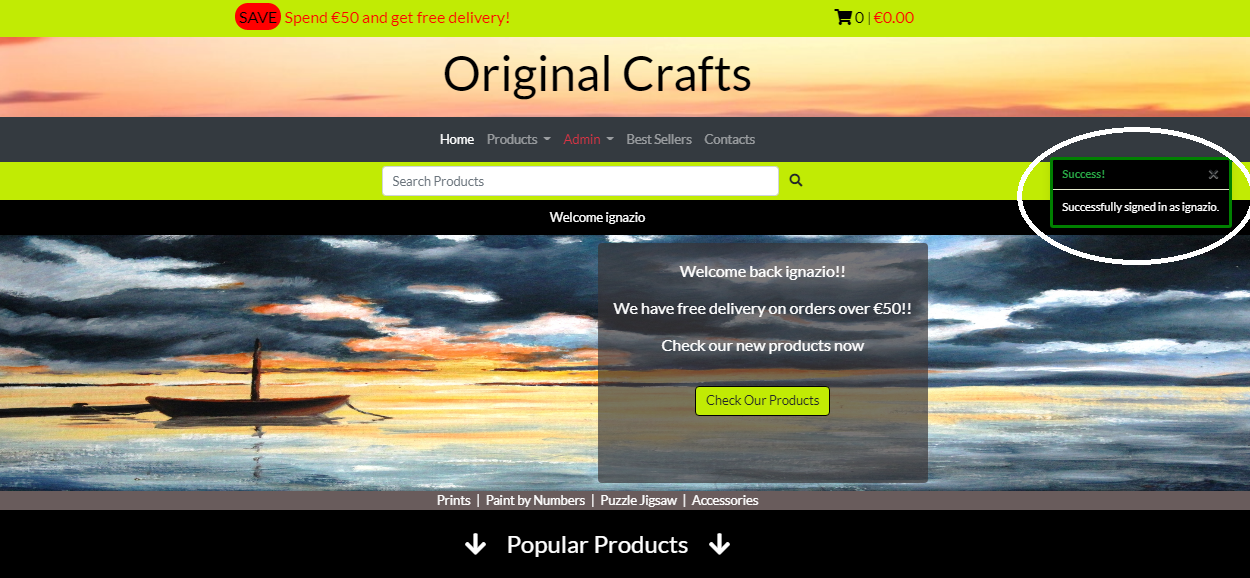 SAVE Spend €50 and get free delivery!
0 | €0.00
Original Crafts
Home Products Admin Best Sellers Contacts
Search Products
Success!
Successfully signed in as ignazio.
Welcome ignazio
Welcome back ignazio!!
We have free delivery on orders over €50!!
Check our new products now
Check Our Products
Prints | Paint by Numbers | Puzzle Jigsaw | Accessories
Popular Products